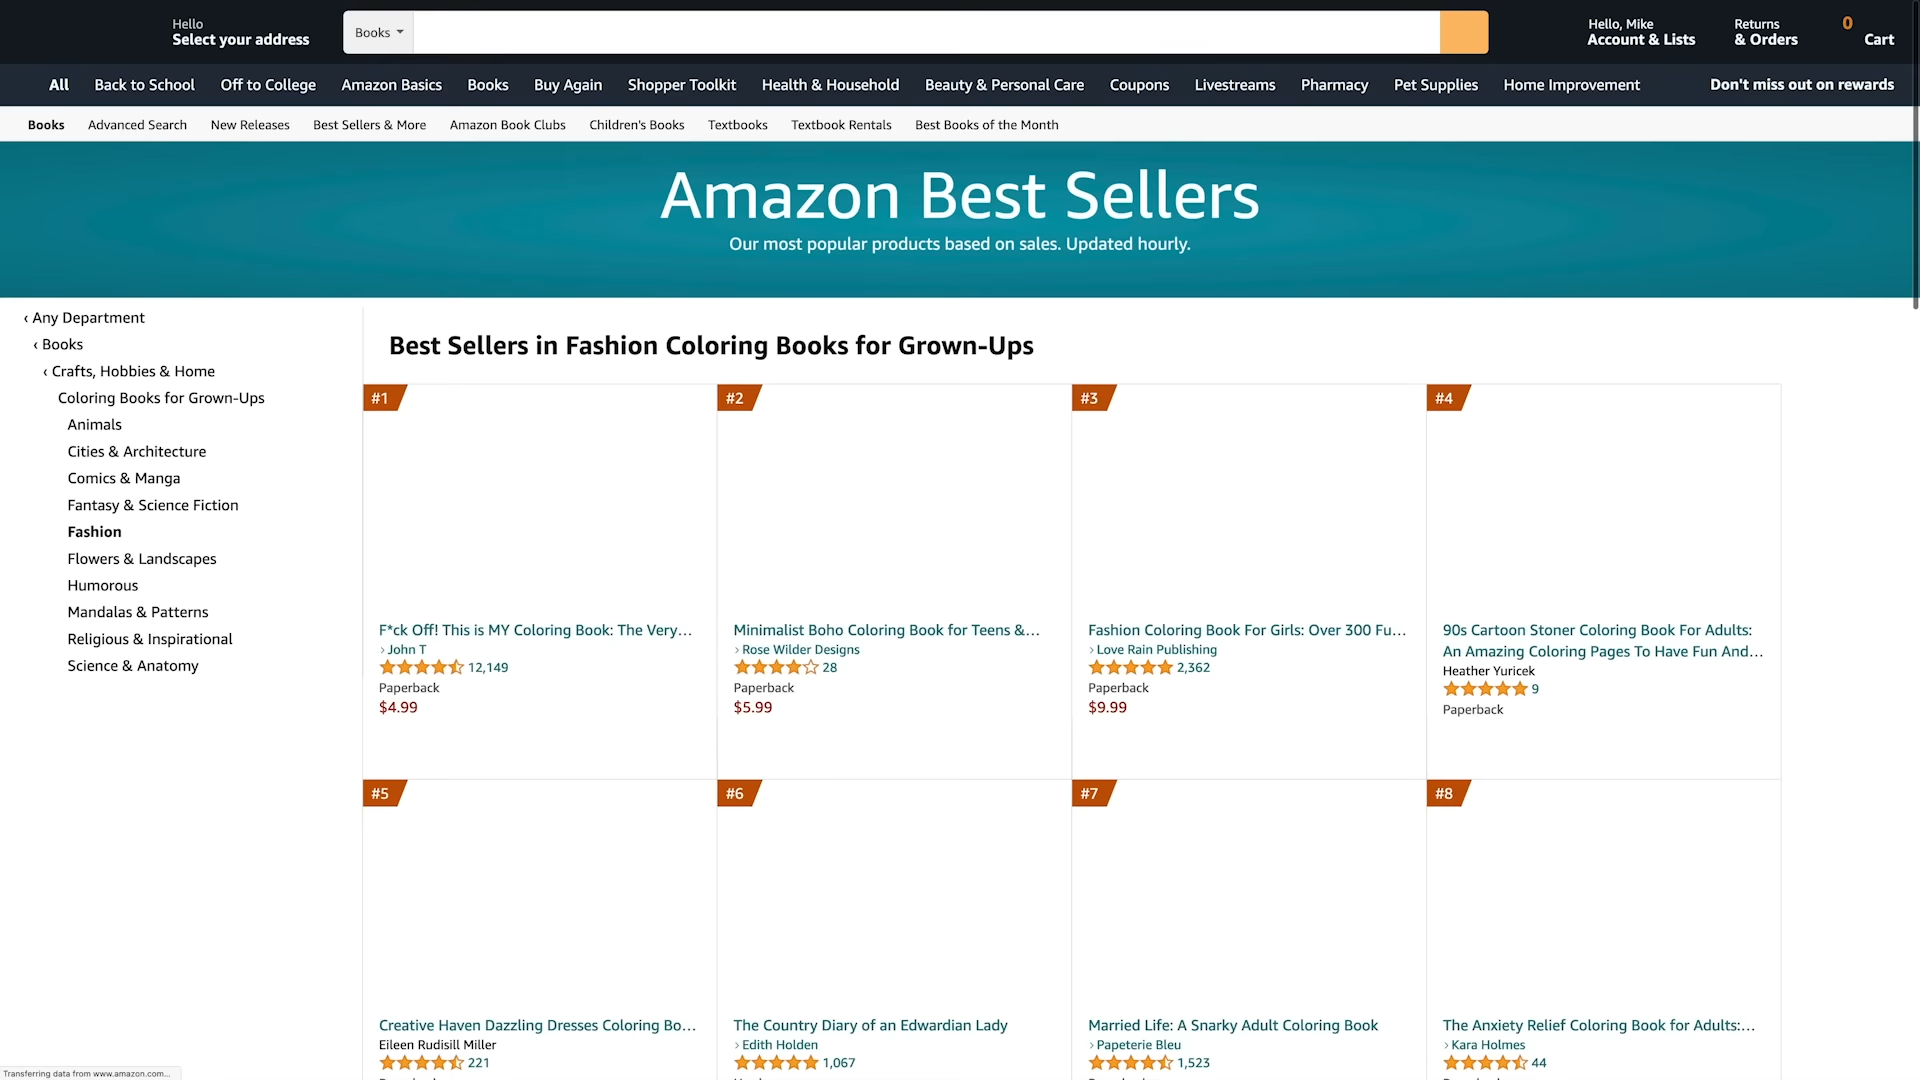 Hello
Select your address
Books
Hello, Mike
Account & Lists
Returns
& Orders
0
Cart
All
Back to School
Off to College
Amazon Basics
Books
Buy Again
Shopper Toolkit
Health & Household
Beauty & Personal Care
Coupons
Livestreams
Pharmacy
Pet Supplies
Home Improvement
Don't miss out on rewards
Books
Advanced Search
New Releases
Best Sellers & More
Amazon Book Clubs
Children's Books
Textbooks
Textbook Rentals
Best Books of the Month
Amazon Best Sellers
Our most popular products based on sales. Updated hourly.
‹ Any Department
‹ Books
‹ Crafts, Hobbies & Home
Coloring Books for Grown-Ups
Animals
Cities & Architecture
Comics & Manga
Fantasy & Science Fiction
Fashion
Flowers & Landscapes
Humorous
Mandalas & Patterns
Religious & Inspirational
Science & Anatomy
Best Sellers in Fashion Coloring Books for Grown-Ups
#1
F*ck Off! This is MY Coloring Book: The Very…
› John T
12,149
Paperback
$4.99
#2
Minimalist Boho Coloring Book for Teens &…
› Rose Wilder Designs
28
Paperback
$5.99
#3
Fashion Coloring Book For Girls: Over 300 Fu…
› Love Rain Publishing
2,362
Paperback
$9.99
#4
90s Cartoon Stoner Coloring Book For Adults:
An Amazing Coloring Pages To Have Fun And…
Heather Yuricek
9
Paperback
#5
Creative Haven Dazzling Dresses Coloring Bo…
Eileen Rudisill Miller
221
#6
The Country Diary of an Edwardian Lady
› Edith Holden
1,067
#7
Married Life: A Snarky Adult Coloring Book
› Papeterie Bleu
1,523
#8
The Anxiety Relief Coloring Book for Adults:…
› Kara Holmes
44
Transferring data from www.amazon.com...